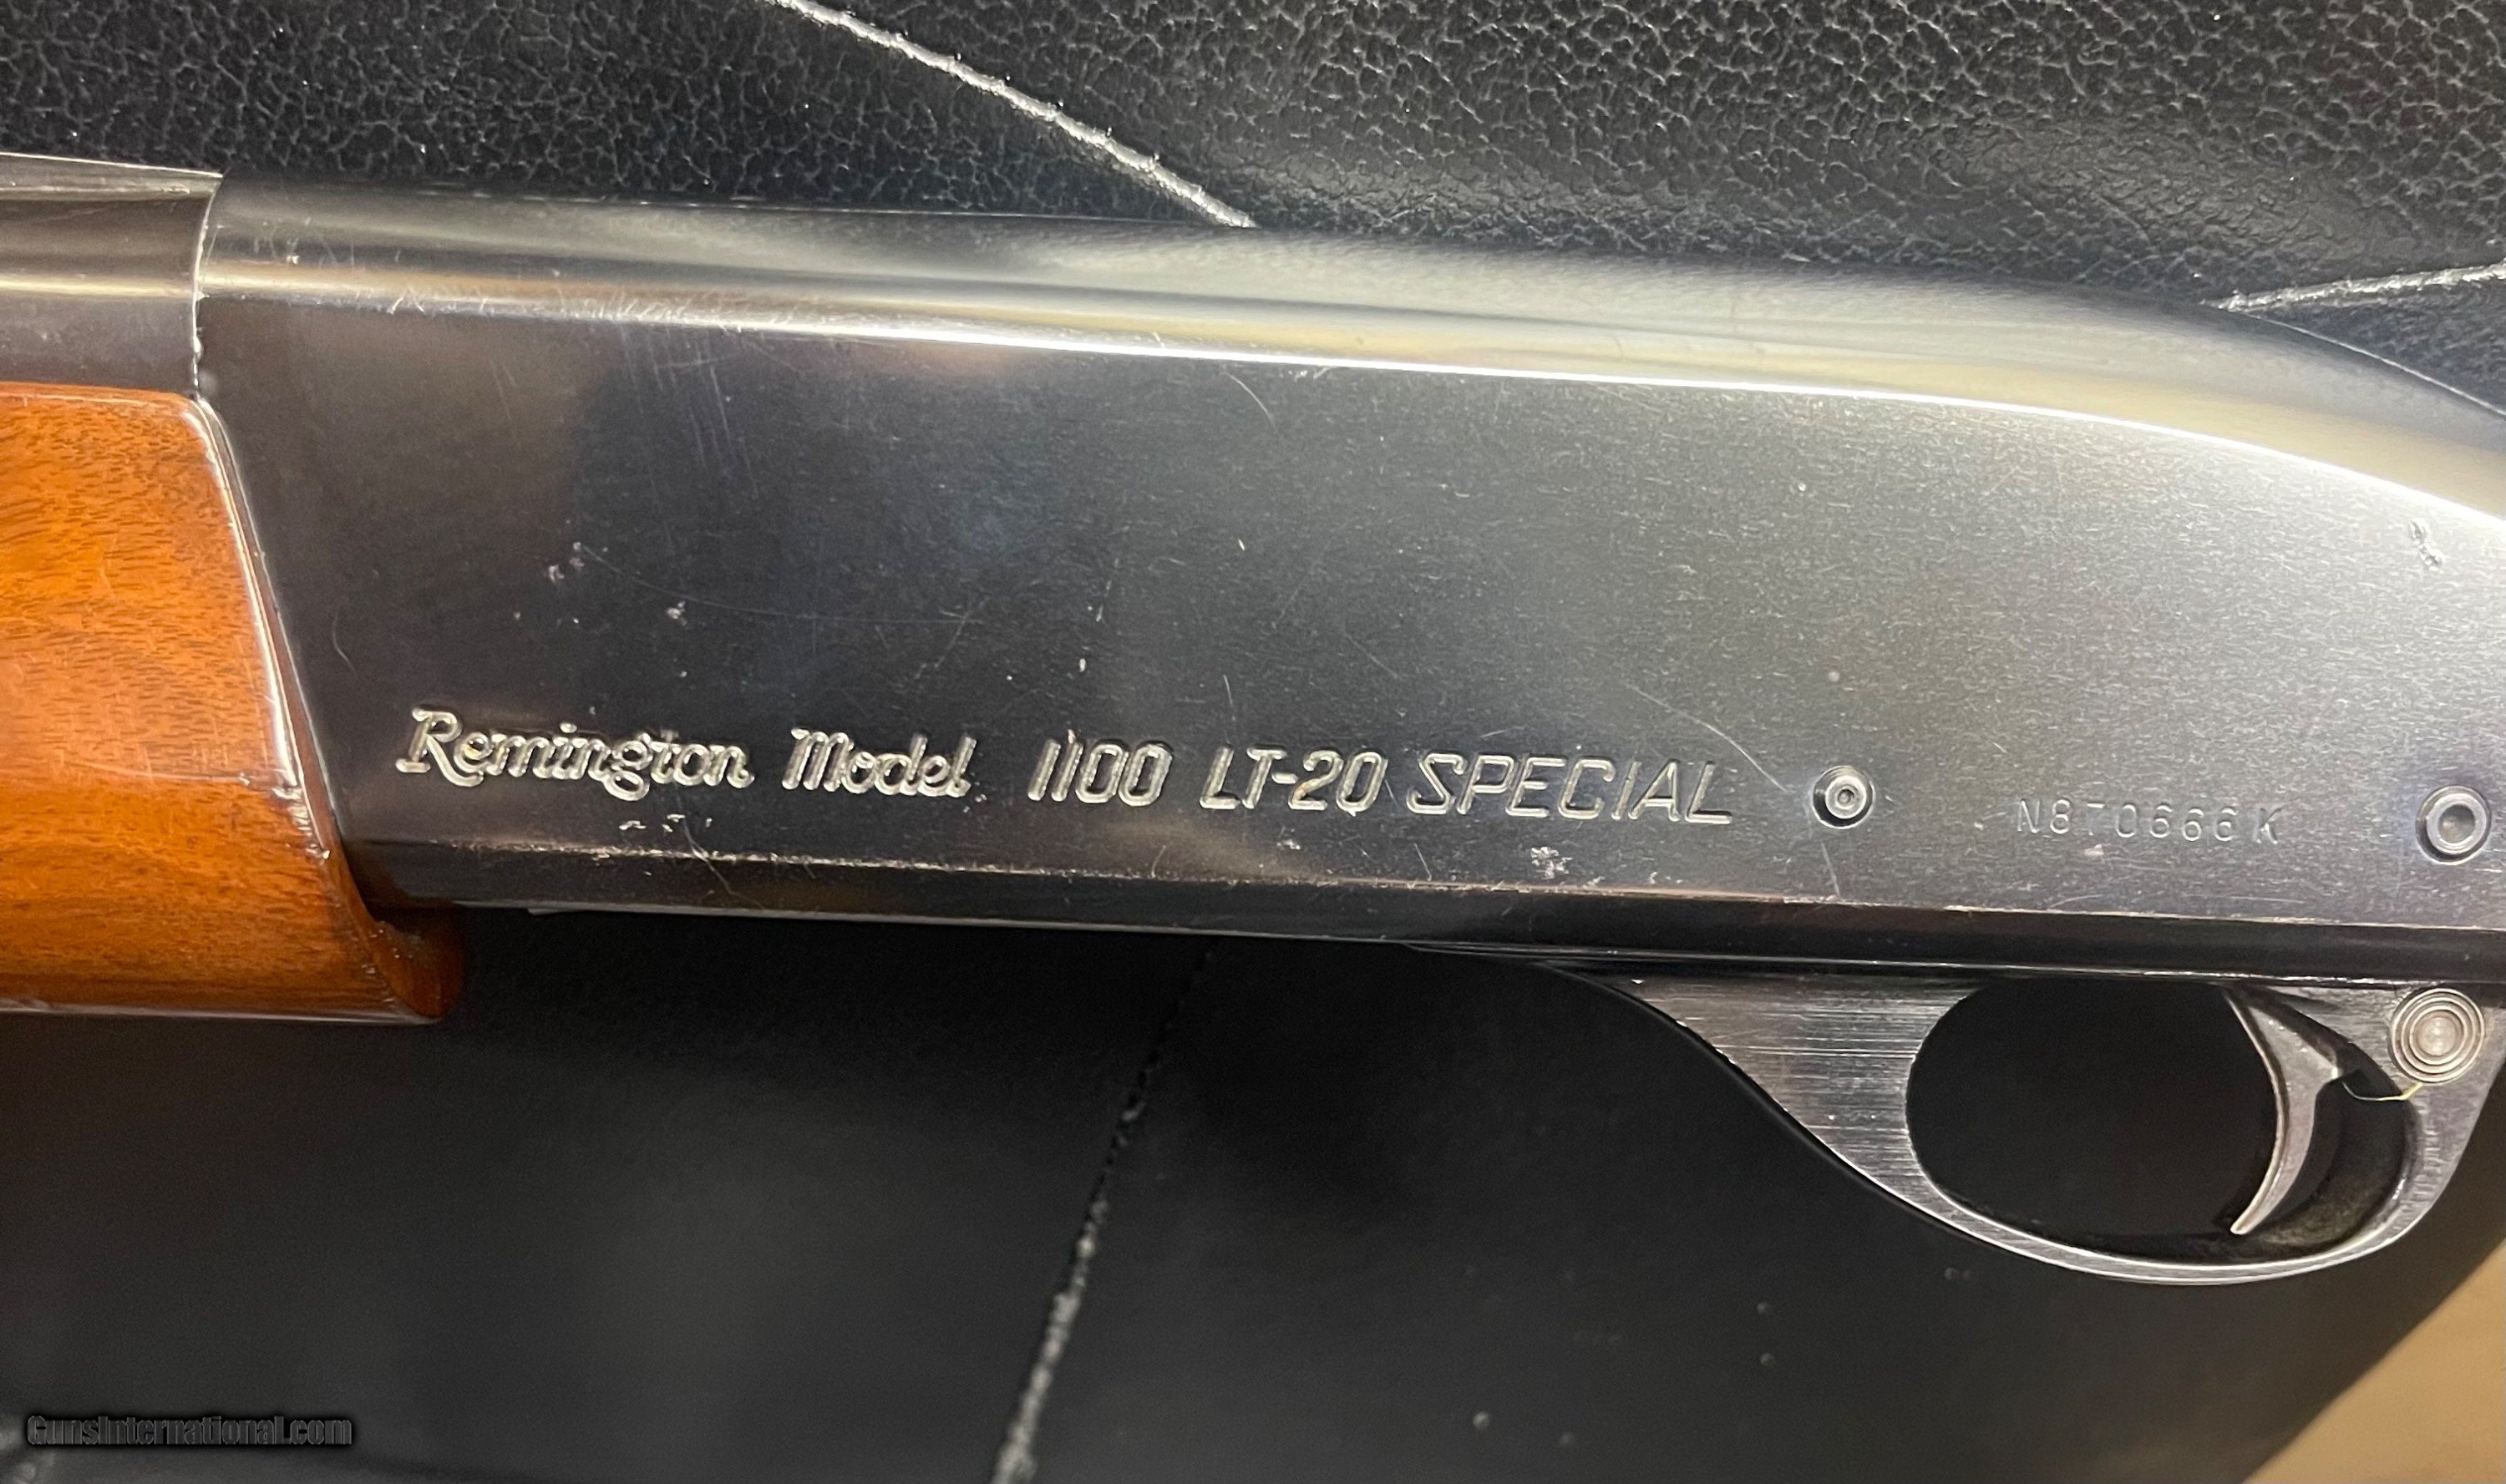 Remington Model 1100 LT-20 SPECIAL
N870666K
GunsInternational.com